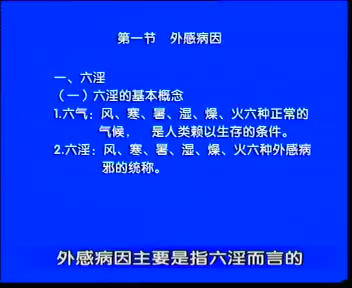 第一节 外感病因
一、六淫
（一）六淫的基本概念
1.六气：风、寒、暑、湿、燥、火六种正常的
气候， 是人类赖以生存的条件。
2.六淫：风、寒、暑、湿、燥、火六种外感病
邪的统称。
外感病因主要是指六淫而言的